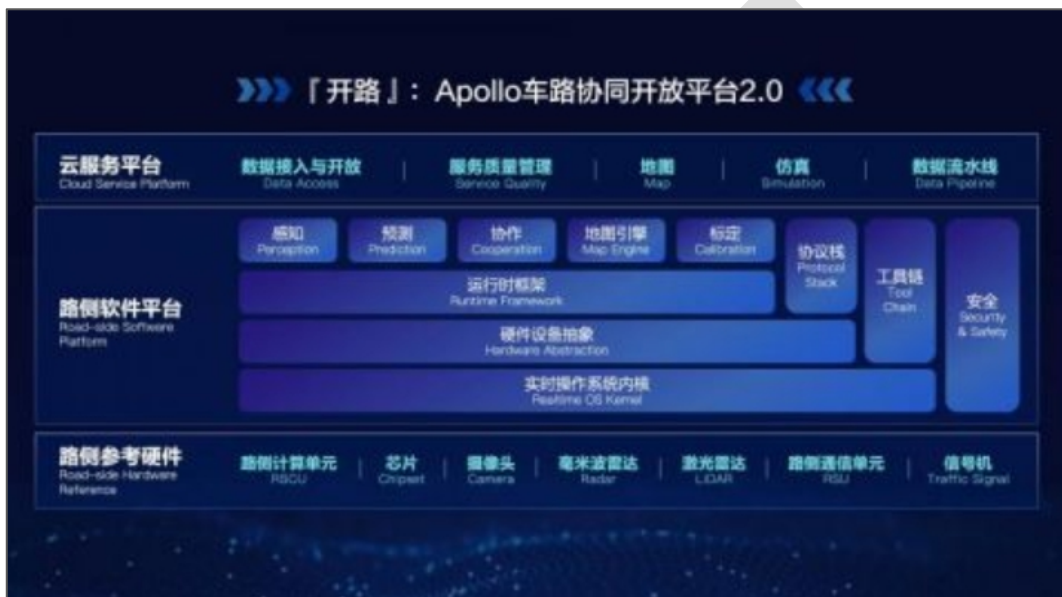 『开路』：Apollo车路协同开放平台2.0
云服务平台
Cloud Service Platform
数据接入与开放
Data Access
服务质量管理
Service Quality
地图
Map
仿真
Simulation
数据流水线
Data Pipeline
路侧软件平台
Road-side Software
Platform
感知
Perception
预测
Prediction
协作
Cooperation
地图引擎
Map Engine
标定
Calibration
协议栈
Protocol
Stack
工具链
Tool
Chain
安全
Security
& Safety
运行时框架
Runtime Framework
硬件设备抽象
Hardware Abstraction
实时操作系统内核
Realtime OS Kernel
路侧参考硬件
Road-side Hardware
Reference
路侧计算单元
RSCU
芯片
Chipset
摄像头
Camera
毫米波雷达
Radar
激光雷达
LiDAR
路侧通信单元
RSU
信号机
Traffic Signal